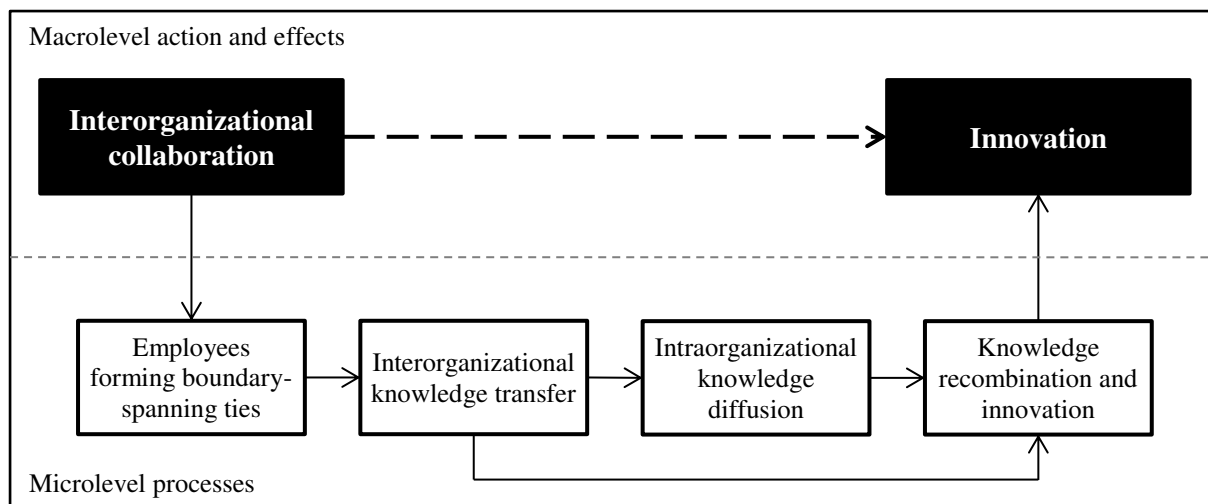 Macrolevel action and effects
Interorganizational
collaboration
Innovation
Employees
forming boundary-
spanning ties
Interorganizational
knowledge transfer
Intraorganizational
knowledge
diffusion
Knowledge
recombination and
innovation
Microlevel processes